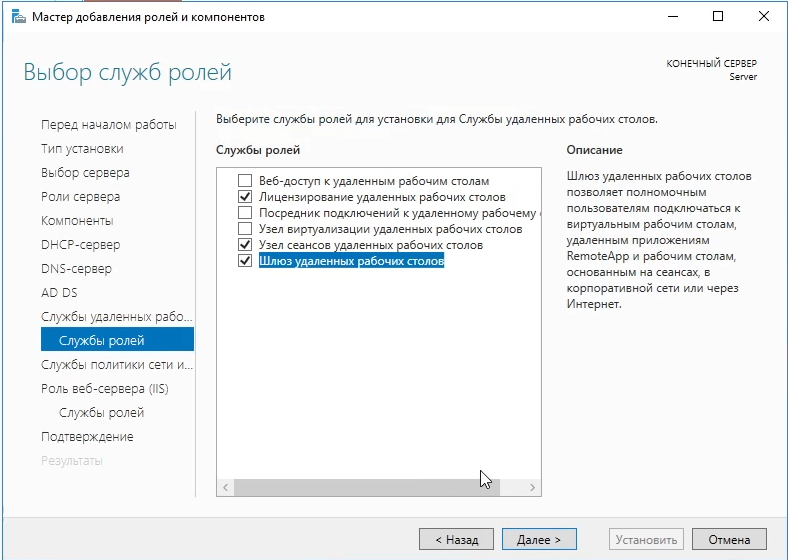 Мастер добавления ролей и компонентов
Выбор служб ролей
КОНЕЧНЫЙ СЕРВЕР
Server
Перед началом работы
Тип установки
Выбор сервера
Роли сервера
Компоненты
DHCP-сервер
DNS-сервер
AD DS
Службы удаленных рабо...
Службы ролей
Службы политики сети и...
Роль веб-сервера (IIS)
Службы ролей
Подтверждение
Результаты
Выберите службы ролей для установки для Службы удаленных рабочих столов.
Службы ролей
Веб-доступ к удаленным рабочим столам
Лицензирование удаленных рабочих столов
Посредник подключений к удаленному рабочему
Узел виртуализации удаленных рабочих столов
Узел сеансов удаленных рабочих столов
Шлюз удаленных рабочих столов
Описание
Шлюз удаленных рабочих столов
позволяет полномочным
пользователям подключаться к
виртуальным рабочим столам,
удаленным приложениям
RemoteApp и рабочим столам,
основанным на сеансах, в
корпоративной сети или через
Интернет.
< Назад
Далее >
Установить
Отмена